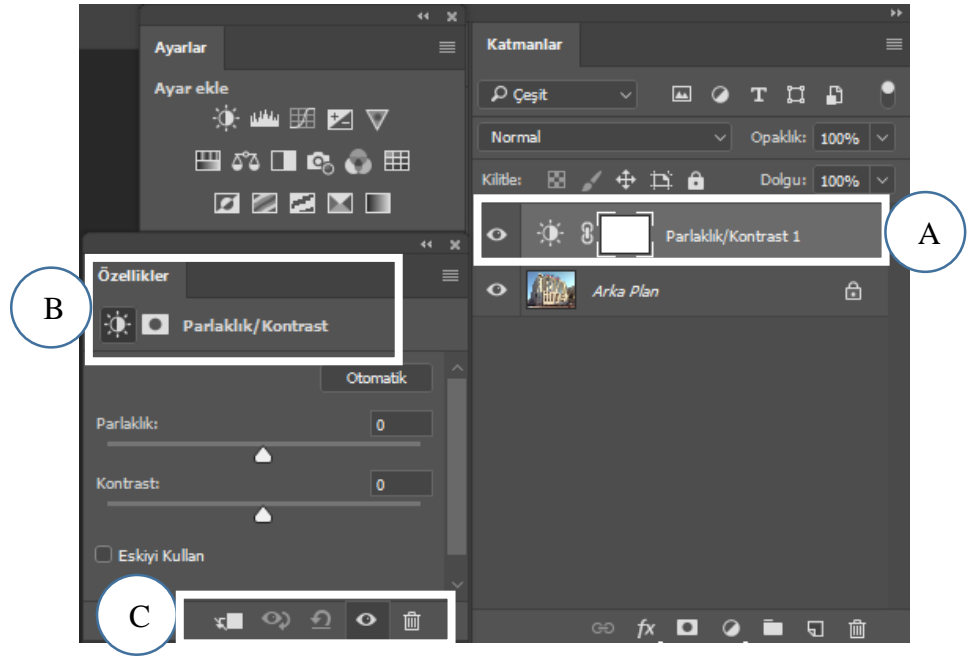 Ayarlar
Ayar ekle
Özellikler
Parlaklık/Kontrast
Otomatik
Parlaklık:
0
Kontrast:
0
Eskiyi Kullan
Katmanlar
Çeşit
T
Normal
Opaklık:
100%
Kilitle:
Dolgu:
100%
Parlaklık/Kontrast 1
Arka Plan
fx
A
B
C